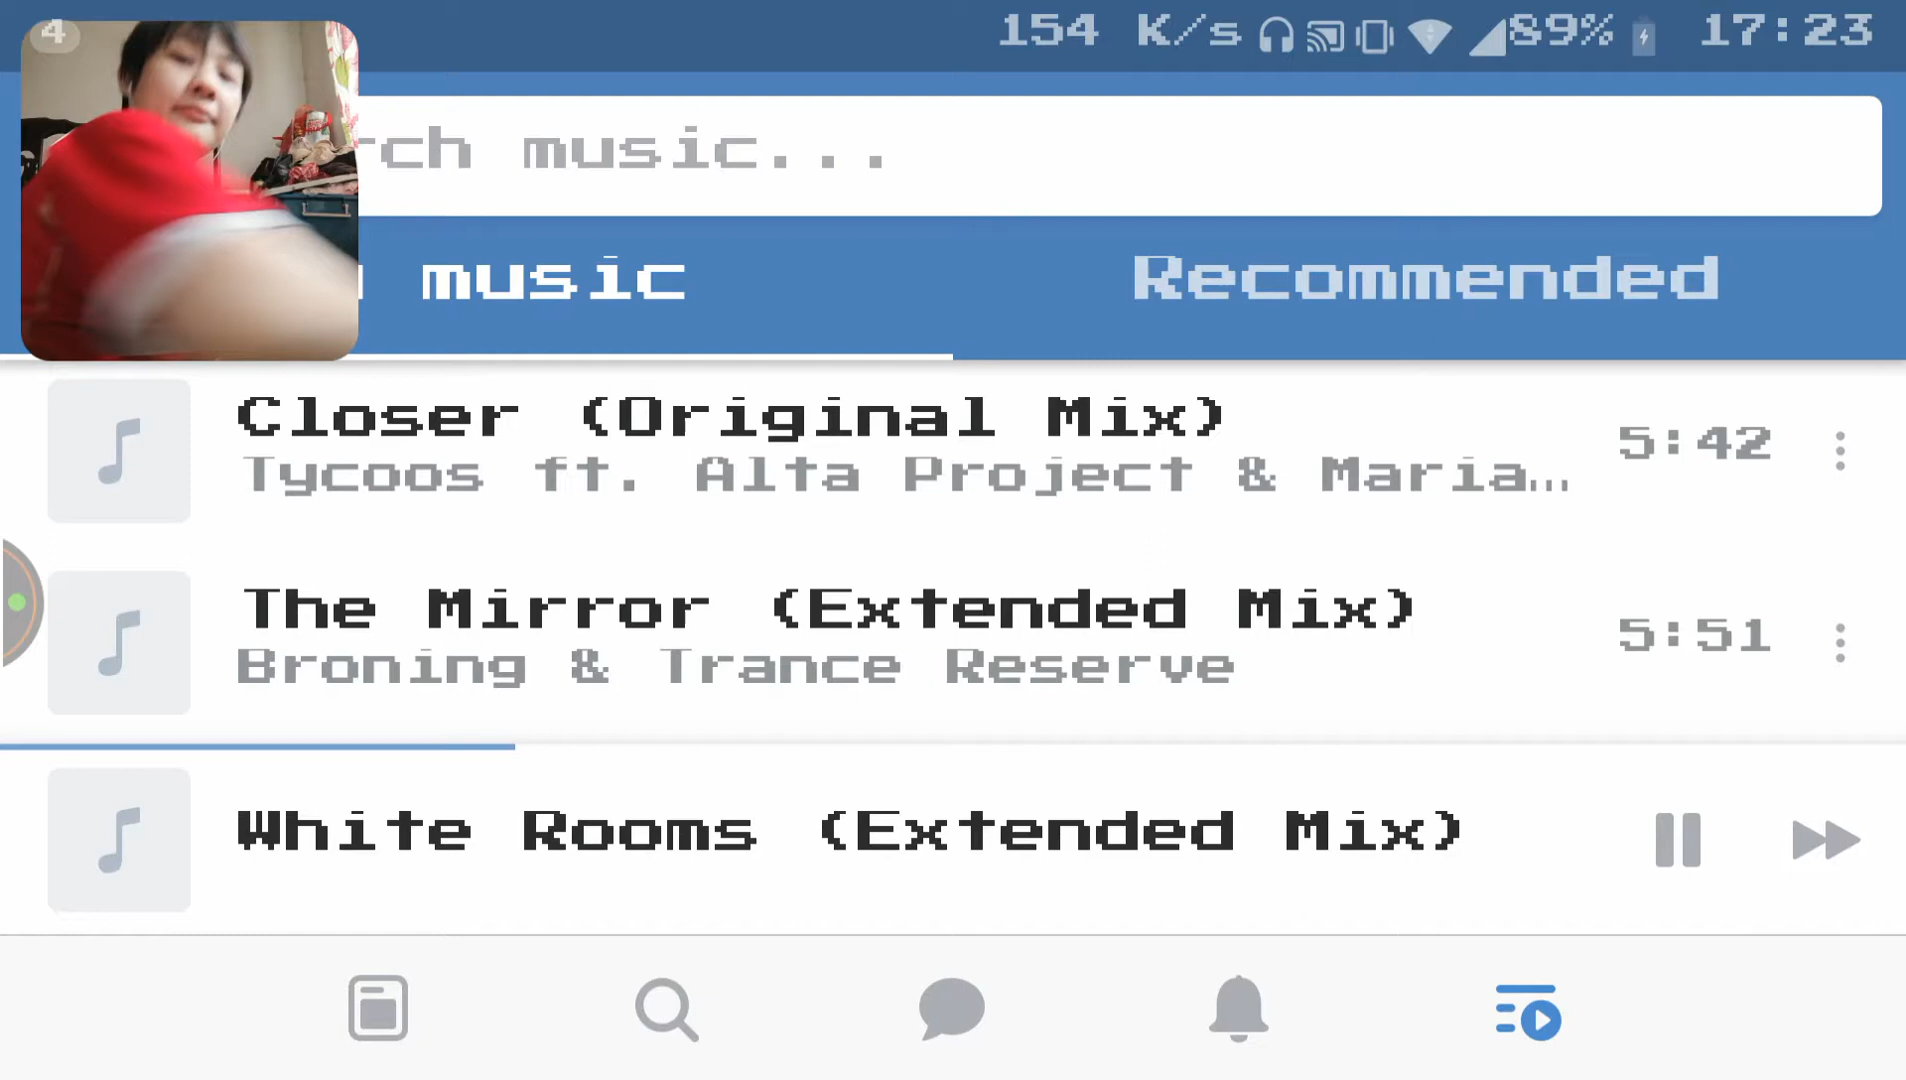 4 154 K/s 89% 17:23
music...
music Recommended
Closer (Original Mix)
5:42
Tycoos ft. Alta Project & Maria...
The Mirror (Extended Mix)
5:51
Broning & Trance Reserve
White Rooms (Extended Mix)